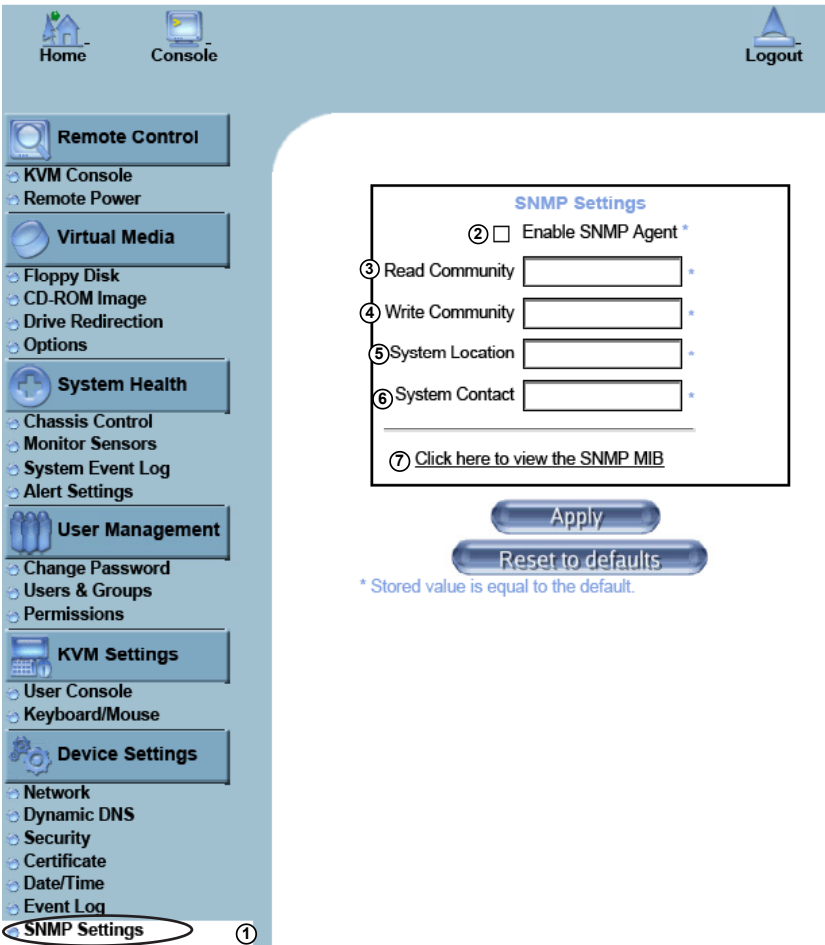 Home
Console
Logout
Remote Control
KVM Console
Remote Power
Virtual Media
Floppy Disk
CD-ROM Image
Drive Redirection
Options
System Health
Chassis Control
Monitor Sensors
System Event Log
Alert Settings
User Management
Change Password
Users & Groups
Permissions
KVM Settings
User Console
Keyboard/Mouse
Device Settings
Network
Dynamic DNS
Security
Certificate
Date/Time
Event Log
SNMP Settings 1
SNMP Settings
2 Enable SNMP Agent *
3 Read Community *
4 Write Community *
5 System Location *
6 System Contact *
7 Click here to view the SNMP MIB
Apply
Reset to defaults
* Stored value is equal to the default.